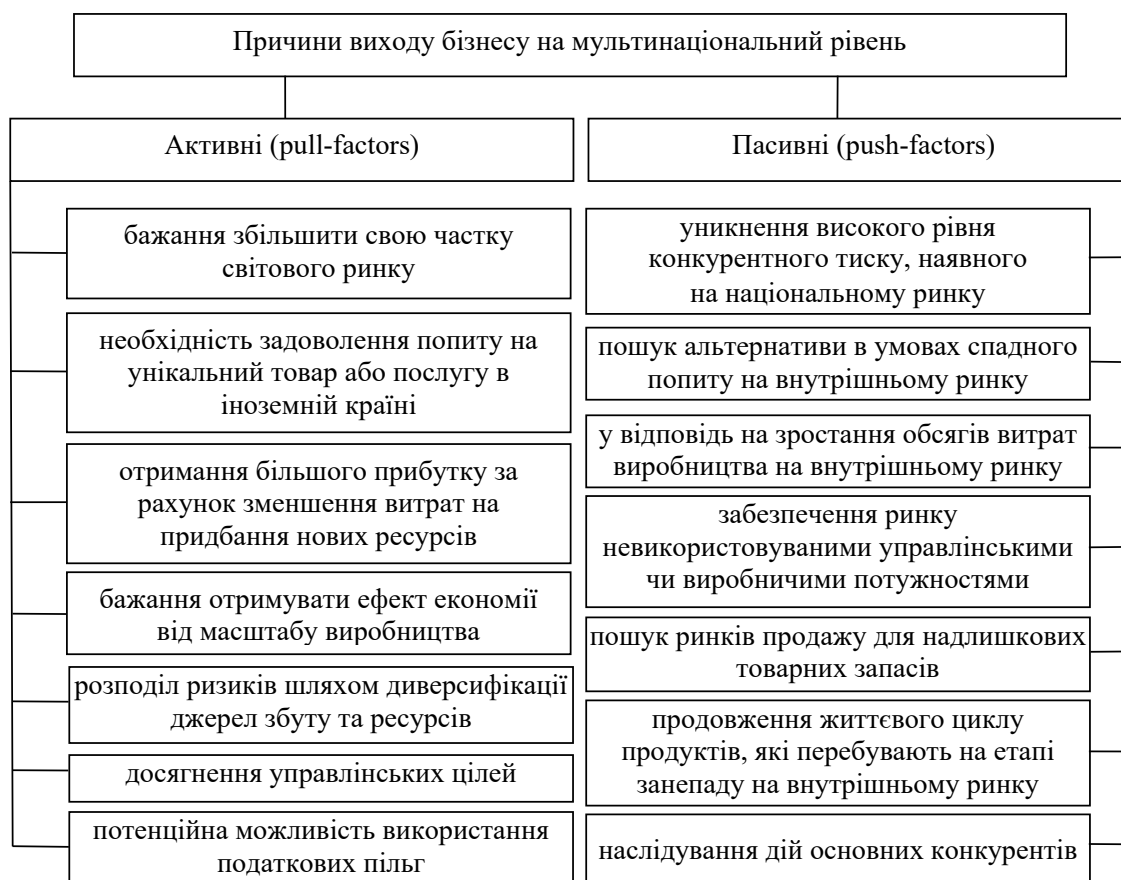 Причини виходу бізнесу на мультинаціональний рівень
Активні (pull-factors)
бажання збільшити свою частку
світового ринку
необхідність задоволення попиту на
унікальний товар або послугу в
іноземній країні
отримання більшого прибутку за
рахунок зменшення витрат на
придбання нових ресурсів
бажання отримувати ефект економії
від масштабу виробництва
розподіл ризиків шляхом диверсифікації
джерел збуту та ресурсів
досягнення управлінських цілей
потенційна можливість використання
податкових пільг
Пасивні (push-factors)
уникнення високого рівня
конкурентного тиску, наявного
на національному ринку
пошук альтернативи в умовах спадного
попиту на внутрішньому ринку
у відповідь на зростання обсягів витрат
виробництва на внутрішньому ринку
забезпечення ринку
невикористовуваними управлінськими
чи виробничими потужностями
пошук ринків продажу для надлишкових
товарних запасів
продовження життєвого циклу
продуктів, які перебувають на етапі
занепаду на внутрішньому ринку
наслідування дій основних конкурентів